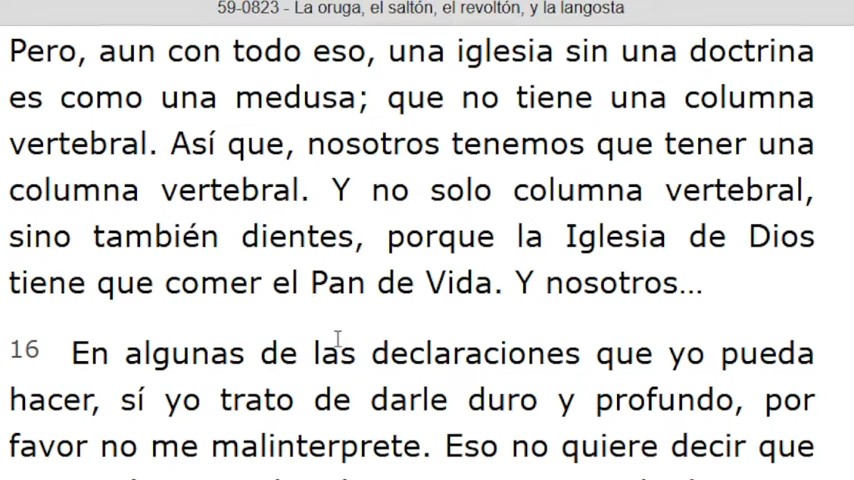 59-0823 - La oruga, el saltón, el revoltón, y la langosta
Pero, aun con todo eso, una iglesia sin una doctrina
es como una medusa; que no tiene una columna
vertebral. Así que, nosotros tenemos que tener una
columna vertebral. Y no solo columna vertebral,
sino también dientes, porque la Iglesia de Dios
tiene que comer el Pan de Vida. Y nosotros...
16 En algunas de las declaraciones que yo pueda
hacer, sí yo trato de darle duro y profundo, por
favor no me malinterprete. Eso no quiere decir que